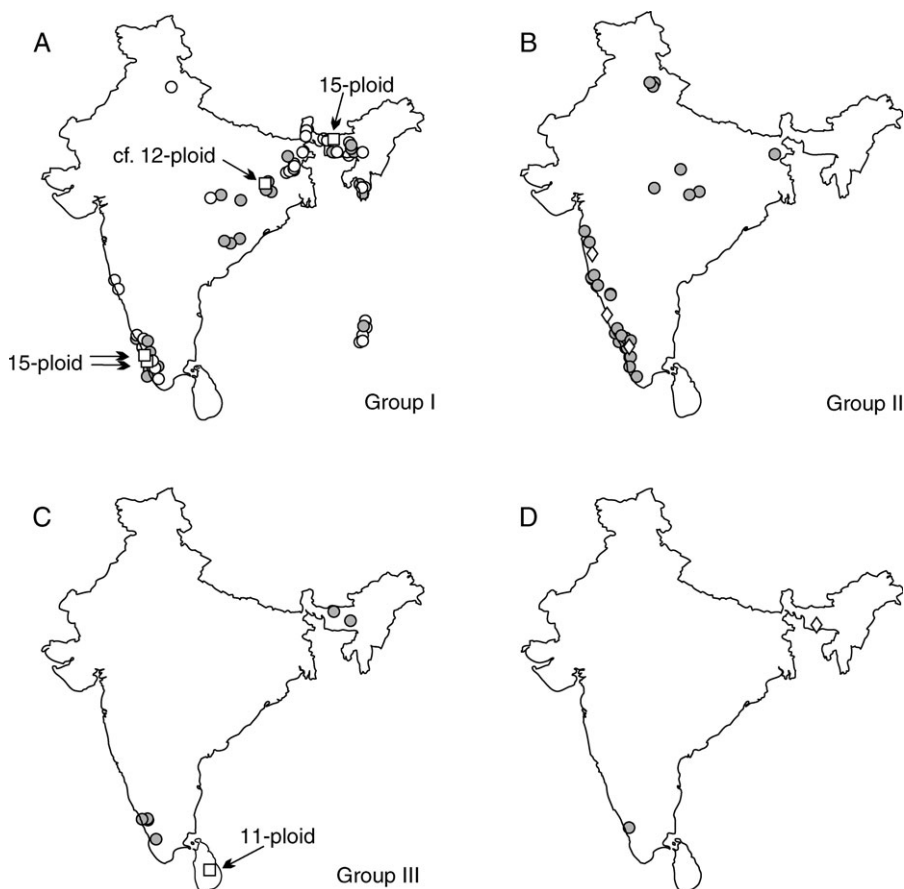 A
B
15-ploid
cf. 12-ploid
15-ploid
Group I
Group II
C
D
11-ploid
Group III